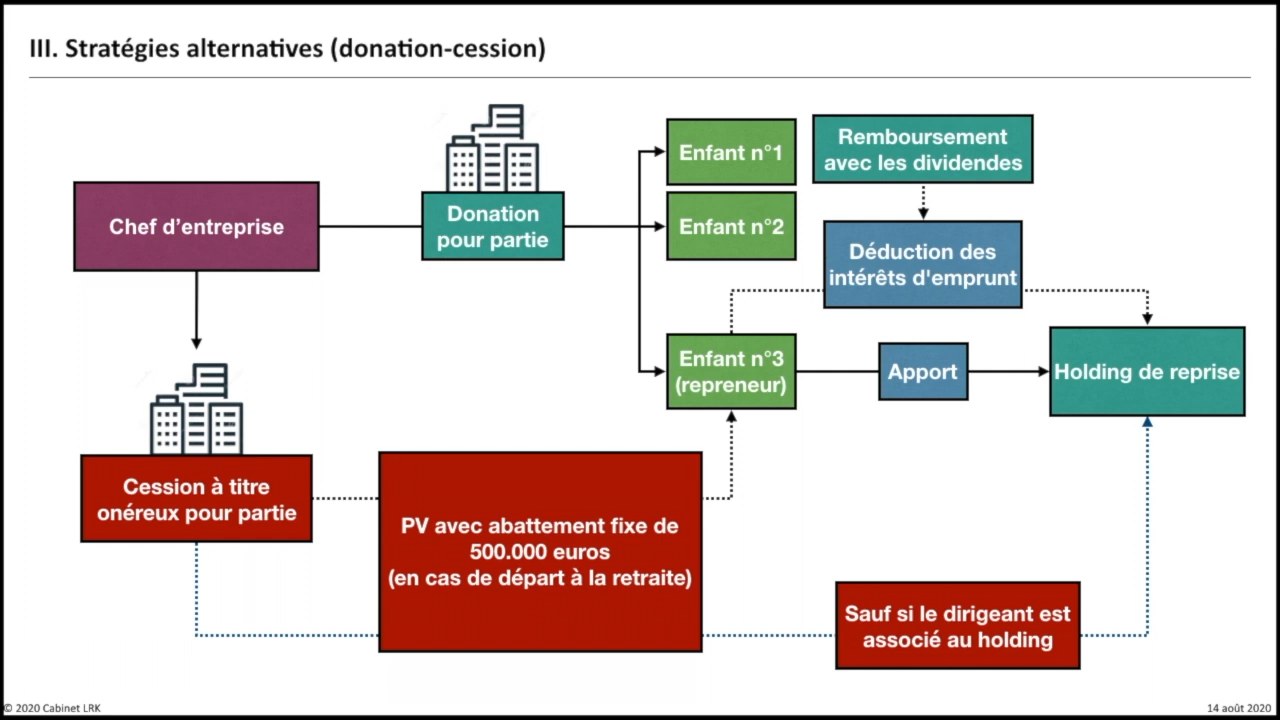 III. Stratégies alternatives (donation-cession)
Chef d'entreprise
Donation
pour partie
Enfant n°1
Enfant n°2
Enfant n°3
(repreneur)
Remboursement
avec les dividendes
Déduction des
intérêts d'emprunt
Apport
Holding de reprise
Cession à titre
onéreux pour partie
PV avec abattement fixe de
500.000 euros
(en cas de départ à la retraite)
Sauf si le dirigeant est
associé au holding
© 2020 Cabinet LRK
14 août 2020